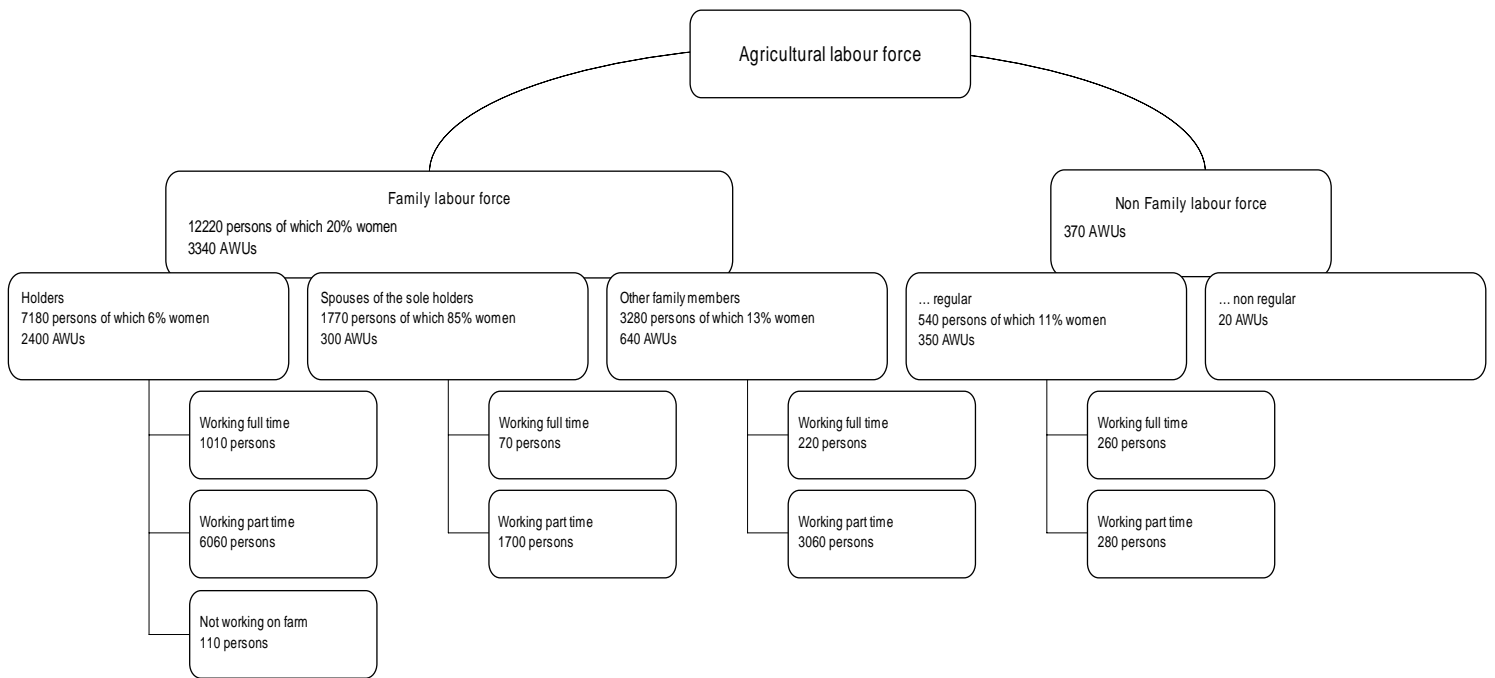 Agricultural labour force
Family labour force
12220 persons of which 20% women
3340 AWUs
Non Family labour force
370 AWUs
Holders
7180 persons of which 6% women
2400 AWUs
Spouses of the sole holders
1770 persons of which 85% women
300 AWUs
Other family members
3280 persons of which 13% women
640 AWUs
... regular
540 persons of which 11% women
350 AWUs
... non regular
20 AWUs
Working full time
1010 persons
Working full time
70 persons
Working full time
220 persons
Working full time
260 persons
Working part time
6060 persons
Working part time
1700 persons
Working part time
3060 persons
Working part time
280 persons
Not working on farm
110 persons